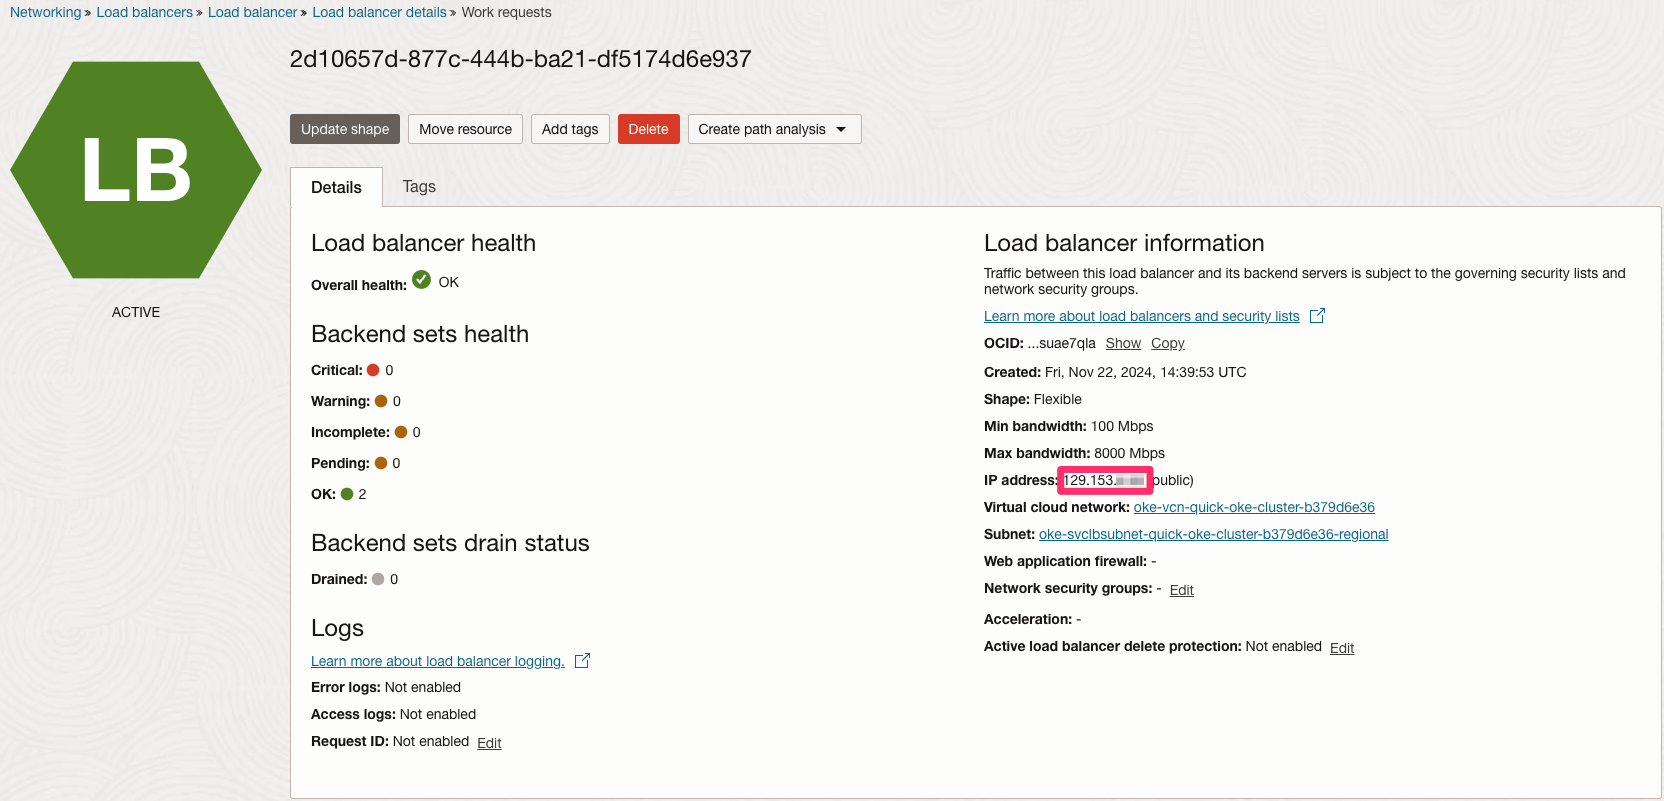 Networking » Load balancers » Load balancer » Load balancer details » Work requests
LB
ACTIVE
2d10657d-877c-444b-ba21-df5174d6e937
Update shape Move resource Add tags Delete Create path analysis
Details Tags
Load balancer health
Overall health: OK
Backend sets health
Critical: 0
Warning: 0
Incomplete: 0
Pending: 0
OK: 2
Backend sets drain status
Drained: 0
Logs
Learn more about load balancer logging.
Error logs: Not enabled
Access logs: Not enabled
Request ID: Not enabled Edit
Load balancer information
Traffic between this load balancer and its backend servers is subject to the governing security lists and
network security groups.
Learn more about load balancers and security lists
OCID: ...suae7qla Show Copy
Created: Fri, Nov 22, 2024, 14:39:53 UTC
Shape: Flexible
Min bandwidth: 100 Mbps
Max bandwidth: 8000 Mbps
IP address: 129.153. public)
Virtual cloud network: oke-vcn-quick-oke-cluster-b379d6e36
Subnet: oke-svclbsubnet-quick-oke-cluster-b379d6e36-regional
Web application firewall: -
Network security groups: - Edit
Acceleration: -
Active load balancer delete protection: Not enabled Edit